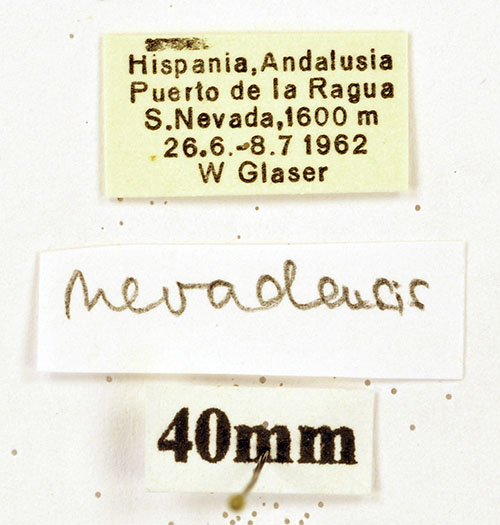 Hispania,Andalusia
Puerto de la Ragua
S.Nevada,1600 m
26.6.-8.7 1962
W Glaser
nevadensis
40mm